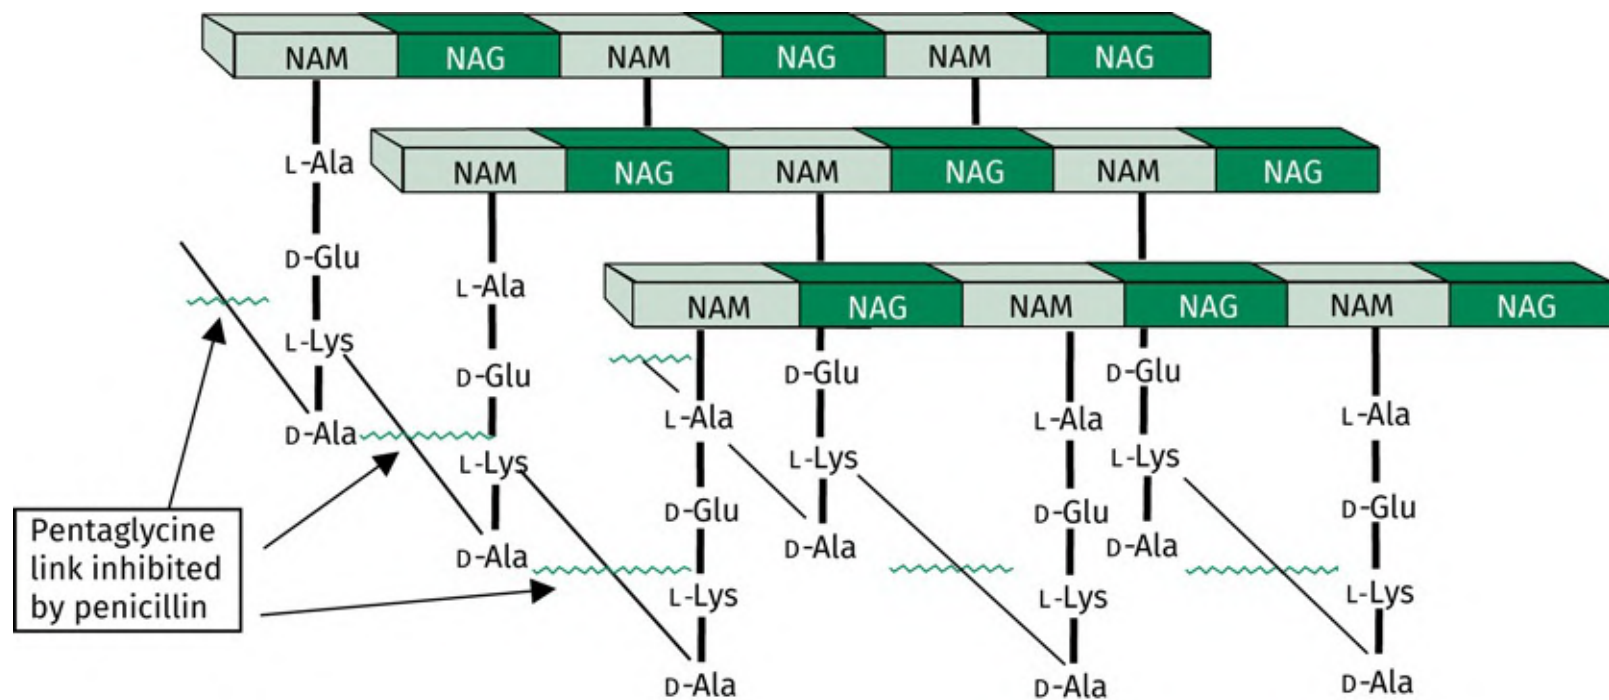 NAM NAG NAM NAG NAM NAG
NAM NAG NAM NAG NAM NAG
NAM NAG NAM NAG NAM NAG
L-Ala
D-Glu
L-Lys
D-Ala
L-Ala
D-Glu
L-Lys
D-Ala
L-Ala
D-Glu
L-Lys
D-Ala
D-Glu
L-Lys
D-Ala
L-Ala
D-Glu
L-Lys
D-Ala
D-Glu
L-Lys
D-Ala
L-Ala
D-Glu
L-Lys
D-Ala
Pentaglycine
link inhibited
by penicillin